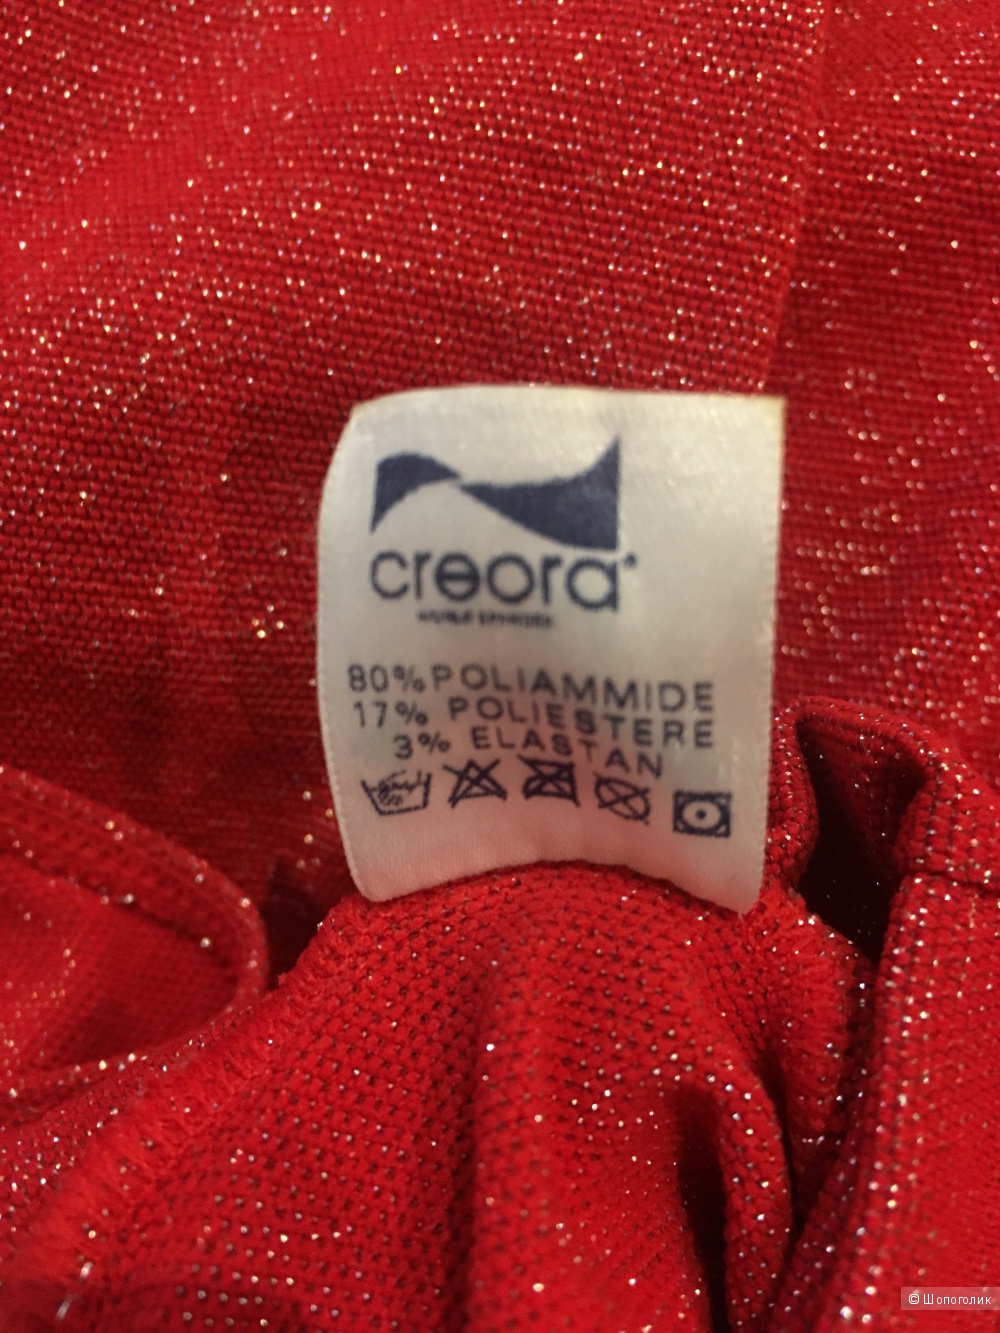 creora
80% POLIAMMIDE
17% POLIESTERE
3% ELASTAN
© Шопоголик